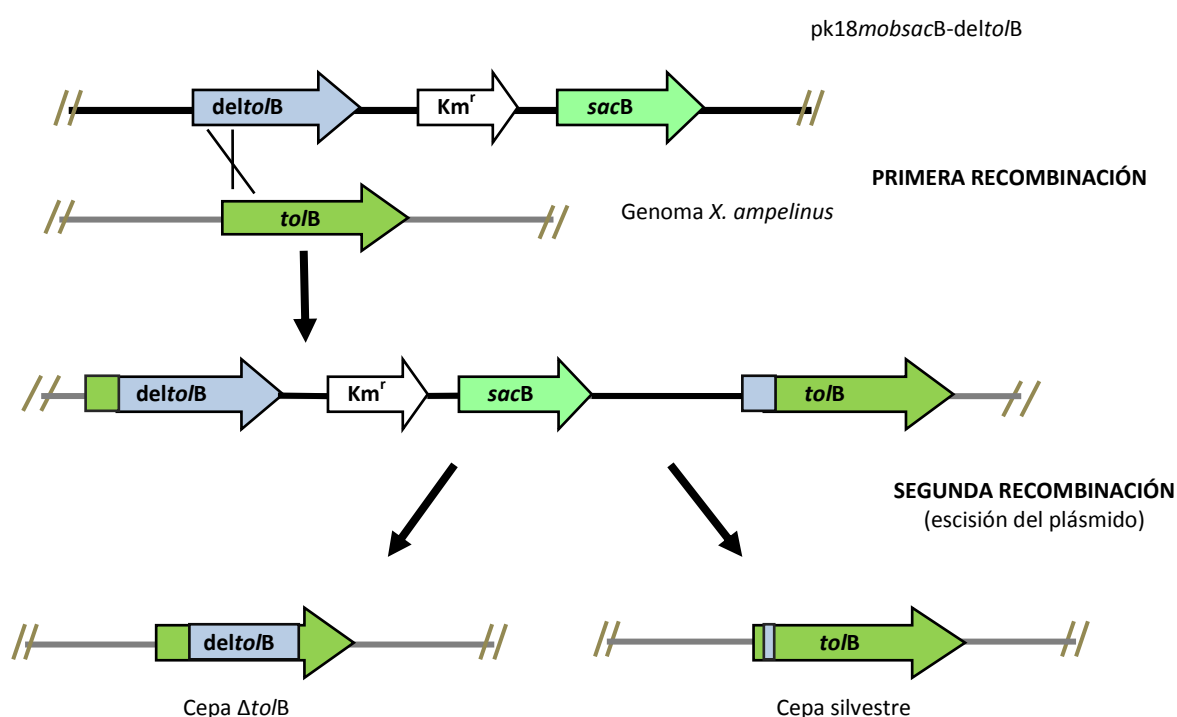 pk18mobsacB-deltolB
deltolB
Kmʳ
sacB
PRIMERA RECOMBINACIÓN
tolB
Genoma X. ampelinus
deltolB
Kmʳ
sacB
tolB
SEGUNDA RECOMBINACIÓN
(escisión del plásmido)
deltolB
tolB
Cepa ΔtolB
Cepa silvestre